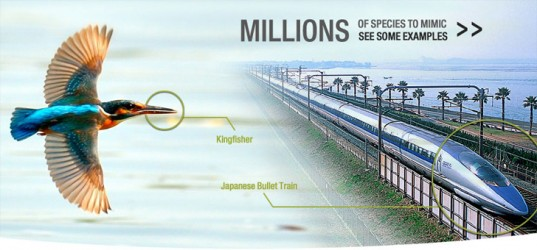 MILLIONS
OF SPECIES TO MIMIC
SEE SOME EXAMPLES >>
Kingfisher
Japanese Bullet Train